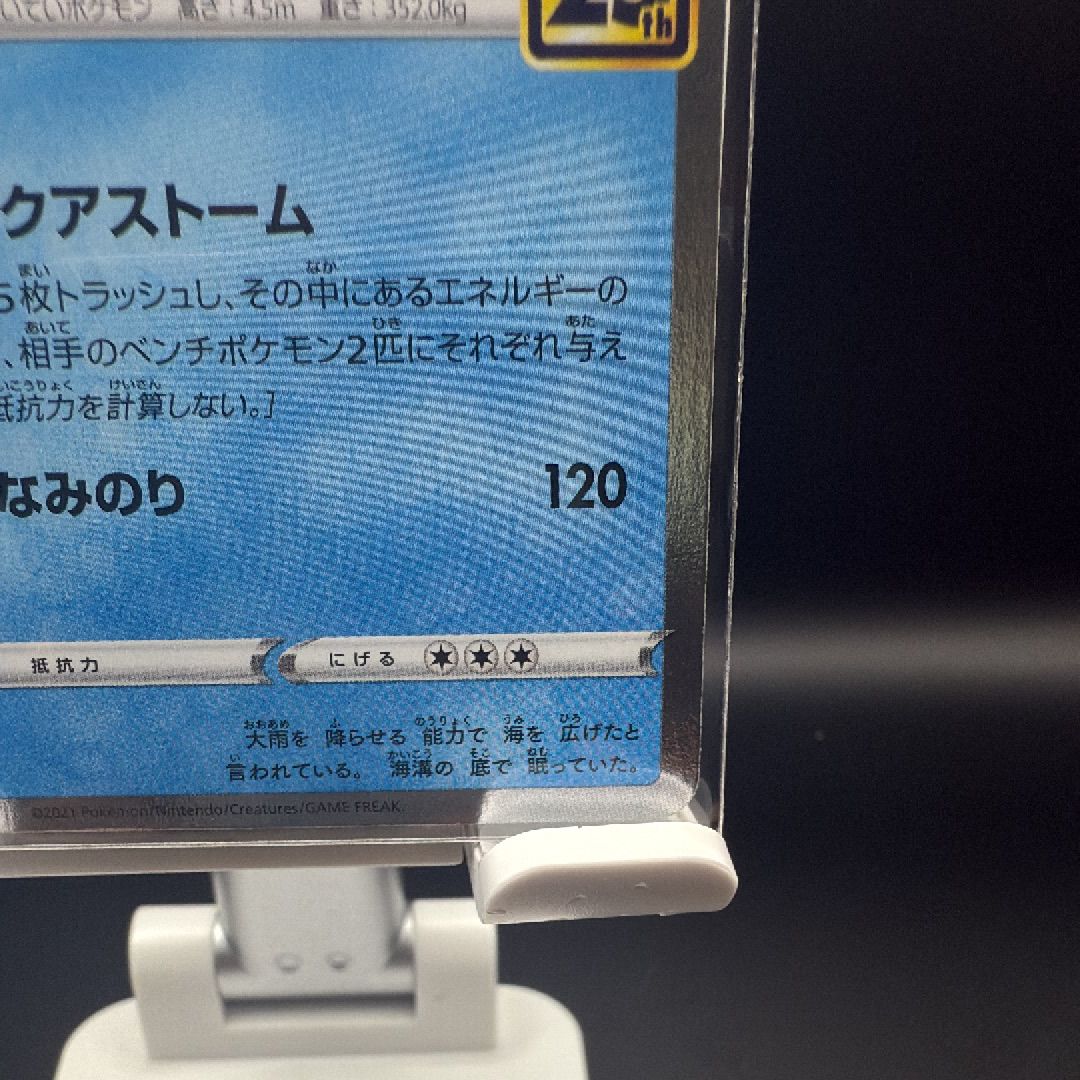 いていポケモン 高さ：4.5m 重さ：352.0kg
25th
クアストーム
5枚トラッシュし、その中にあるエネルギーの
、相手のベンチポケモン2匹にそれぞれ与え
抵抗力を計算しない。］
なみのり 120
抵抗力 にげる
大雨を 降らせる 能力で 海を 広げたと
言われている。 海溝の 底で 眠っていた。
©2021 Pokémon/Nintendo/Creatures/GAME FREAK.